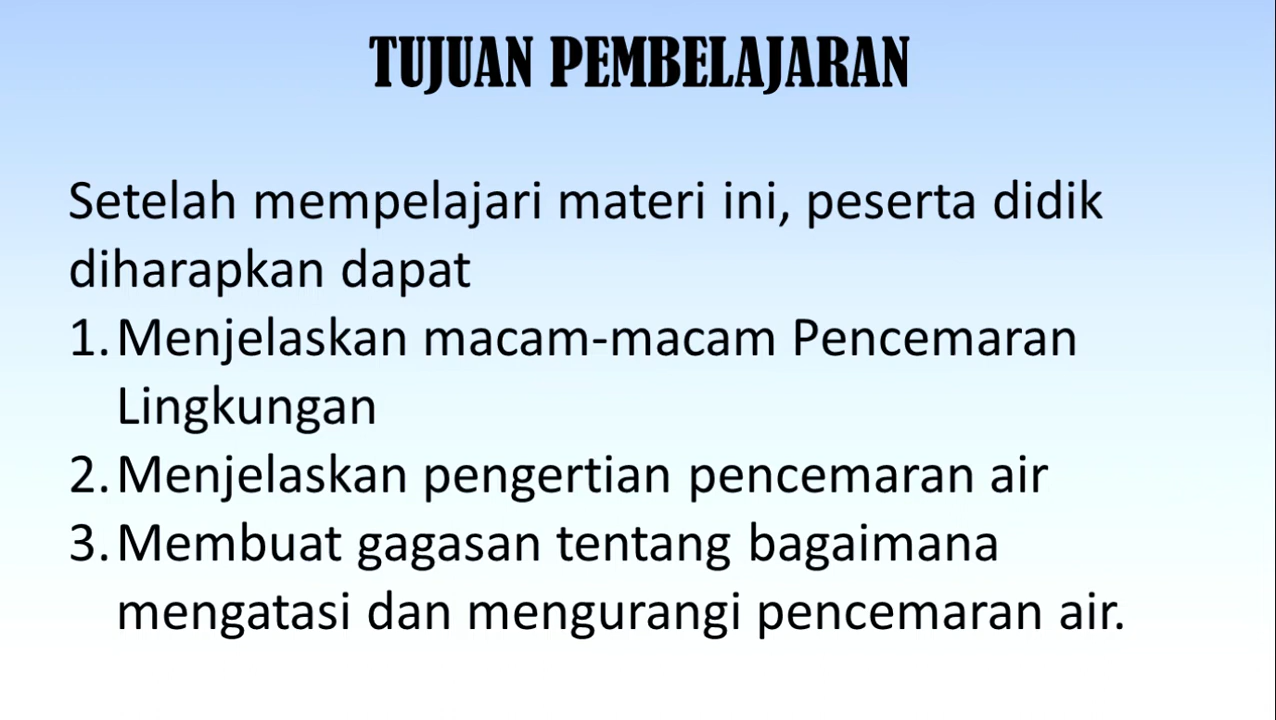 TUJUAN PEMBELAJARAN
Setelah mempelajari materi ini, peserta didik
diharapkan dapat
1. Menjelaskan macam-macam Pencemaran
Lingkungan
2. Menjelaskan pengertian pencemaran air
3. Membuat gagasan tentang bagaimana
mengatasi dan mengurangi pencemaran air.